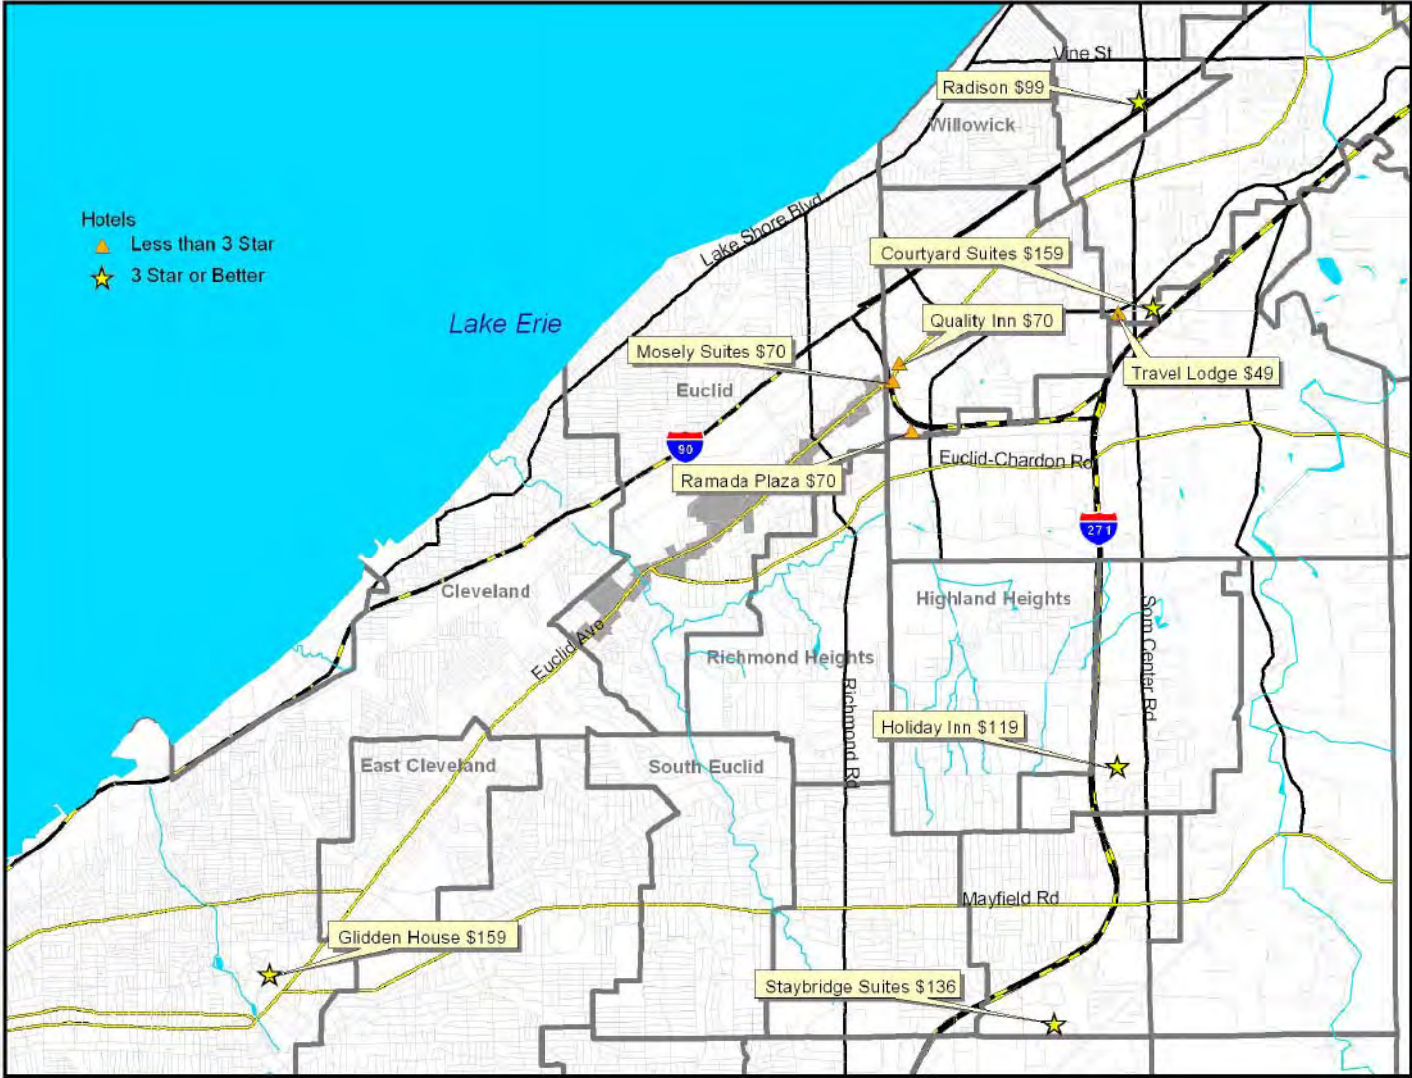 Vine St
Radison $99
Willowick
Hotels
Less than 3 Star
3 Star or Better
Lake Shore Blvd
Courtyard Suites $159
Lake Erie
Quality Inn $70
Mosely Suites $70
Travel Lodge $49
Euclid
90
Euclid-Chardon Rd
Ramada Plaza $70
271
Cleveland
Highland Heights
Som Center Rd
Euclid Ave
Richmond Heights
Richmond Rd
Holiday Inn $119
East Cleveland
South Euclid
Mayfield Rd
Glidden House $159
Staybridge Suites $136